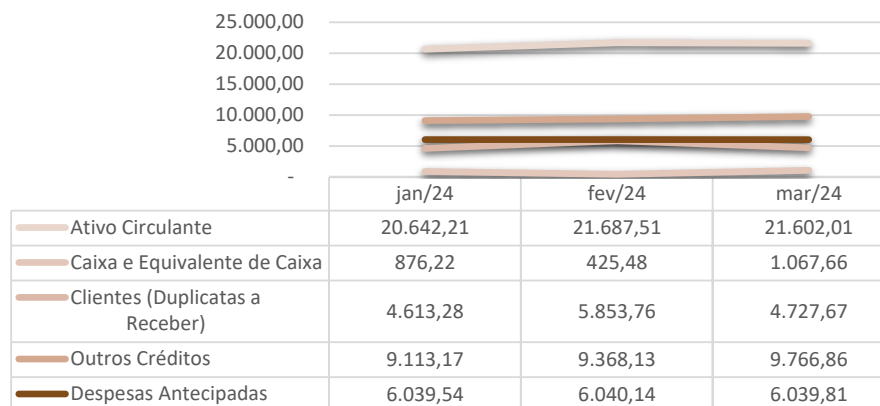 25.000,00
20.000,00
15.000,00
10.000,00
5.000,00
-
jan/24 fev/24 mar/24
Ativo Circulante 20.642,21 21.687,51 21.602,01
Caixa e Equivalente de Caixa 876,22 425,48 1.067,66
Clientes (Duplicatas a
Receber) 4.613,28 5.853,76 4.727,67
Outros Créditos 9.113,17 9.368,13 9.766,86
Despesas Antecipadas 6.039,54 6.040,14 6.039,81